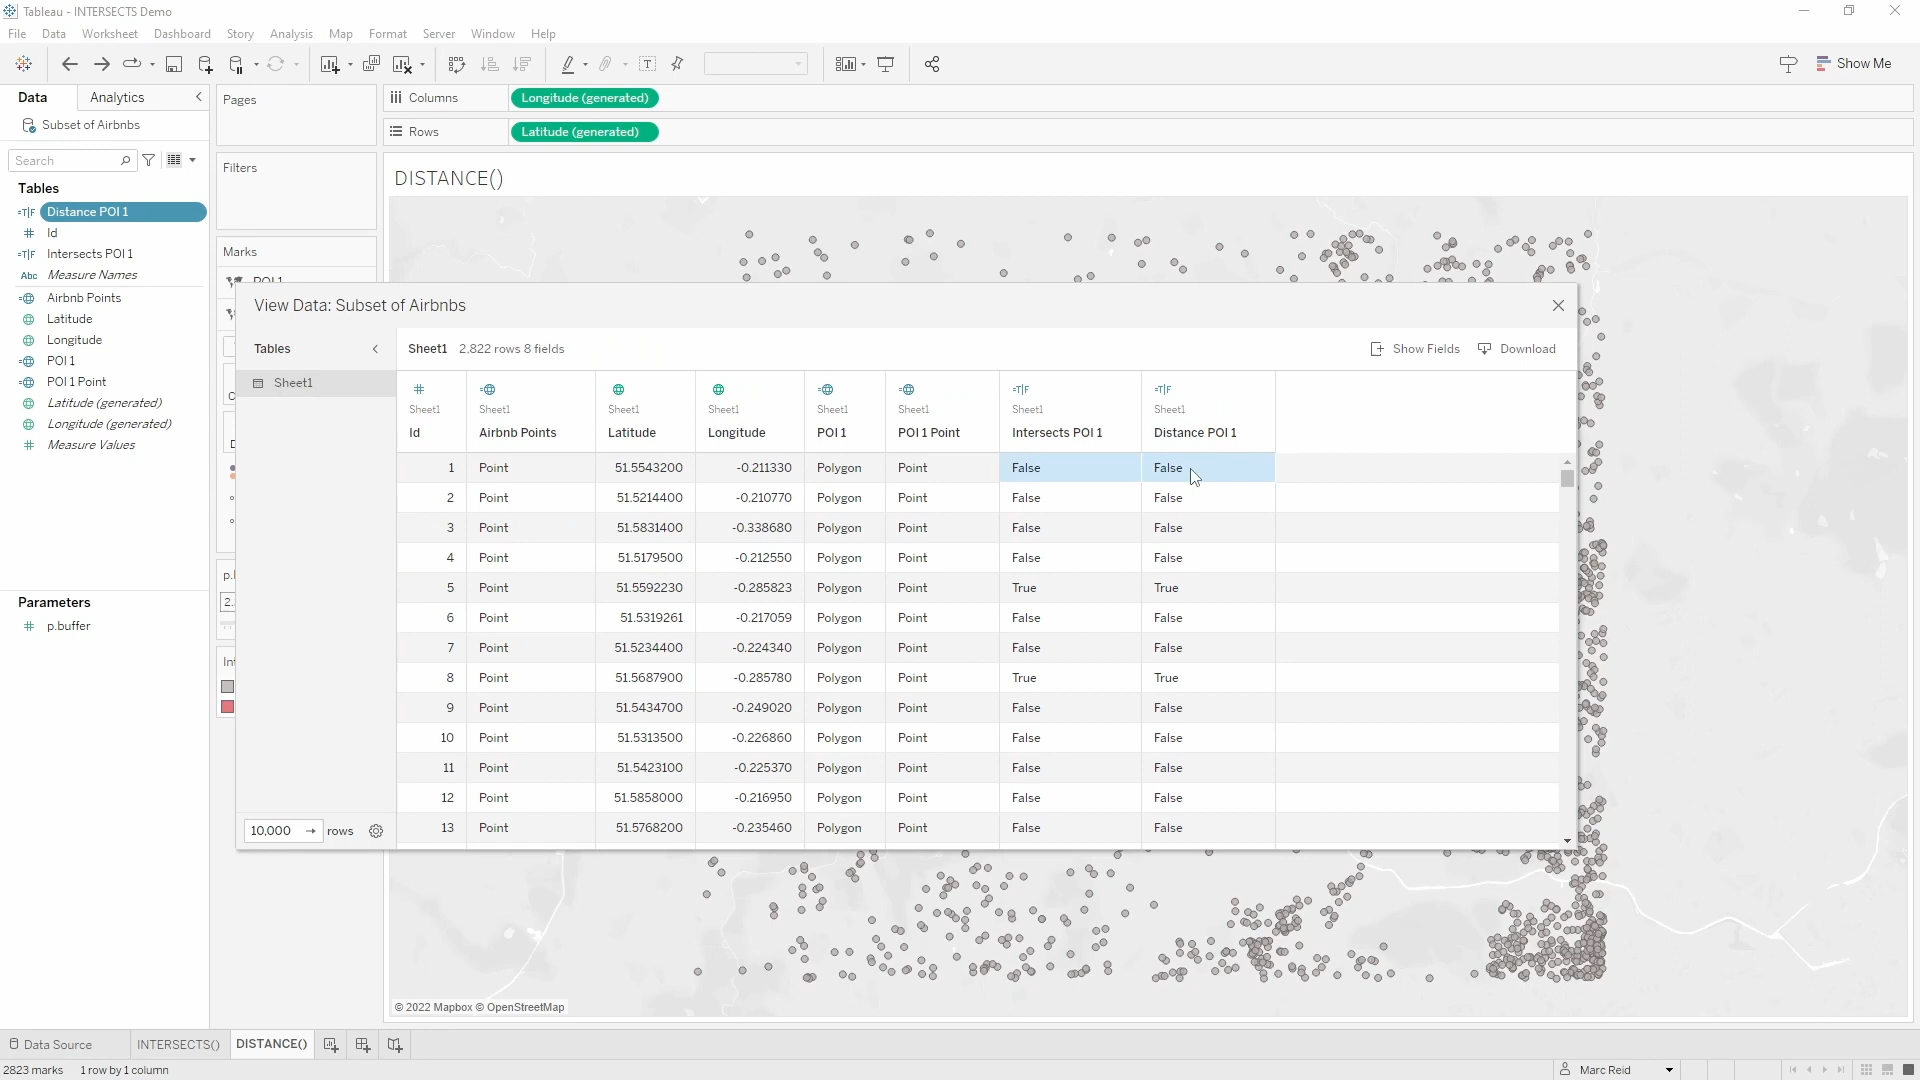 Tableau - INTERSECTS Demo
File Data Worksheet Dashboard Story Analysis Map Format Server Window Help
Show Me
Data Analytics
Subset of Airbnbs
Search
Tables
=T|F Distance POI 1
# Id
=T|F Intersects POI 1
Abc Measure Names
Airbnb Points
Latitude
Longitude
POI 1
POI 1 Point
Latitude (generated)
Longitude (generated)
# Measure Values
Parameters
# p.buffer
Pages
Filters
Marks
Columns Longitude (generated)
Rows Latitude (generated)
DISTANCE()
View Data: Subset of Airbnbs
Tables
Sheet1
Sheet1 2,822 rows 8 fields
Show Fields Download
# =T|F =T|F
Sheet1 Sheet1 Sheet1 Sheet1 Sheet1 Sheet1 Sheet1 Sheet1
Id Airbnb Points Latitude Longitude POI 1 POI 1 Point Intersects POI 1 Distance POI 1
1 Point 51.5543200 -0.211330 Polygon Point False False
2 Point 51.5214400 -0.210770 Polygon Point False False
3 Point 51.5831400 -0.338680 Polygon Point False False
4 Point 51.5179500 -0.212550 Polygon Point False False
5 Point 51.5592230 -0.285823 Polygon Point True True
6 Point 51.5319261 -0.217059 Polygon Point False False
7 Point 51.5234400 -0.224340 Polygon Point False False
8 Point 51.5687900 -0.285780 Polygon Point True True
9 Point 51.5434700 -0.249020 Polygon Point False False
10 Point 51.5313500 -0.226860 Polygon Point False False
11 Point 51.5423100 -0.225370 Polygon Point False False
12 Point 51.5858000 -0.216950 Polygon Point False False
13 Point 51.5768200 -0.235460 Polygon Point False False
10,000 → rows
© 2022 Mapbox © OpenStreetMap
Data Source INTERSECTS() DISTANCE()
2823 marks 1 row by 1 column
Marc Reid